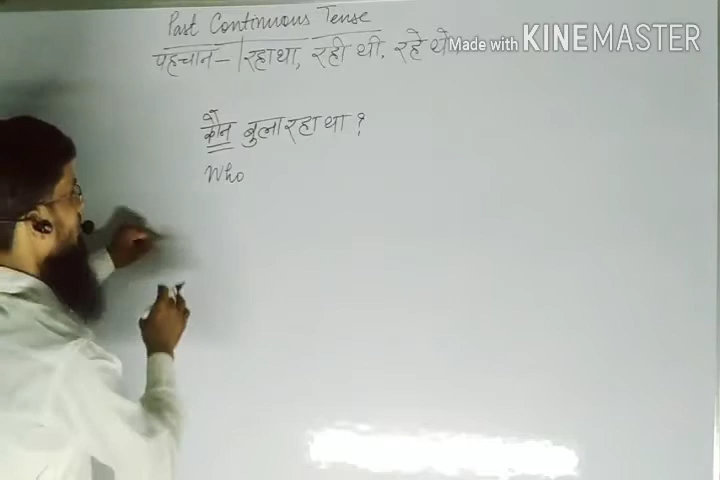 Past Continuous Tense
पहचान - रहा था, रही थी, रहे थे
Made with KINEMASTER
कौन बुला रहा था ?
Who